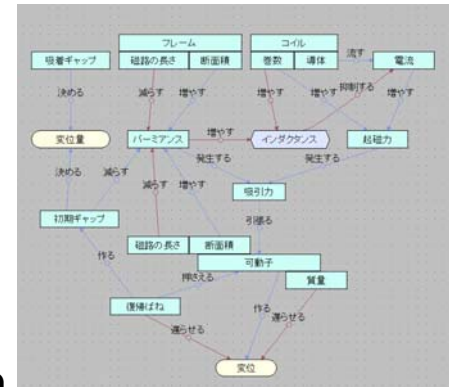 フレーム
コイル
吸着ギャップ 磁路の長さ 断面積 巻数 導体 流す 電流
決める 減らす 増やす 増やす 増やす 抑制する 増やす
変位量 パーミアンス 増やす インダクタンス 起磁力
発生する 発生する
決める 減らす 減らす 増やす 吸引力
初期ギャップ 引張る
磁路の長さ 断面積
可動子
作る 押さえる 質量
復帰ばね 作る 遅らせる
遅らせる
変位